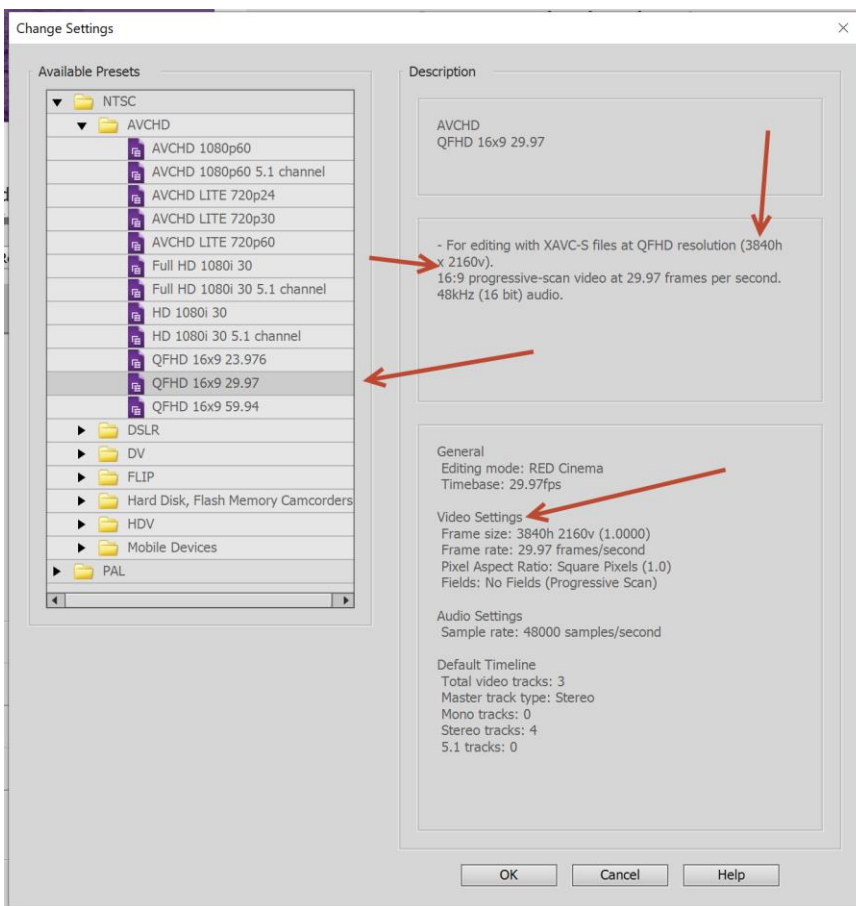 Change Settings
Available Presets
NTSC
AVCHD
AVCHD 1080p60
AVCHD 1080p60 5.1 channel
AVCHD LITE 720p24
AVCHD LITE 720p30
AVCHD LITE 720p60
Full HD 1080i 30
Full HD 1080i 30 5.1 channel
HD 1080i 30
HD 1080i 30 5.1 channel
QFHD 16x9 23.976
QFHD 16x9 29.97
QFHD 16x9 59.94
DSLR
DV
FLIP
Hard Disk, Flash Memory Camcorders
HDV
Mobile Devices
PAL
Description
AVCHD
QFHD 16x9 29.97
- For editing with XAVC-S files at QFHD resolution (3840h
x 2160v).
16:9 progressive-scan video at 29.97 frames per second.
48kHz (16 bit) audio.
General
Editing mode: RED Cinema
Timebase: 29.97fps
Video Settings
Frame size: 3840h 2160v (1.0000)
Frame rate: 29.97 frames/second
Pixel Aspect Ratio: Square Pixels (1.0)
Fields: No Fields (Progressive Scan)
Audio Settings
Sample rate: 48000 samples/second
Default Timeline
Total video tracks: 3
Master track type: Stereo
Mono tracks: 0
Stereo tracks: 4
5.1 tracks: 0
OK
Cancel
Help